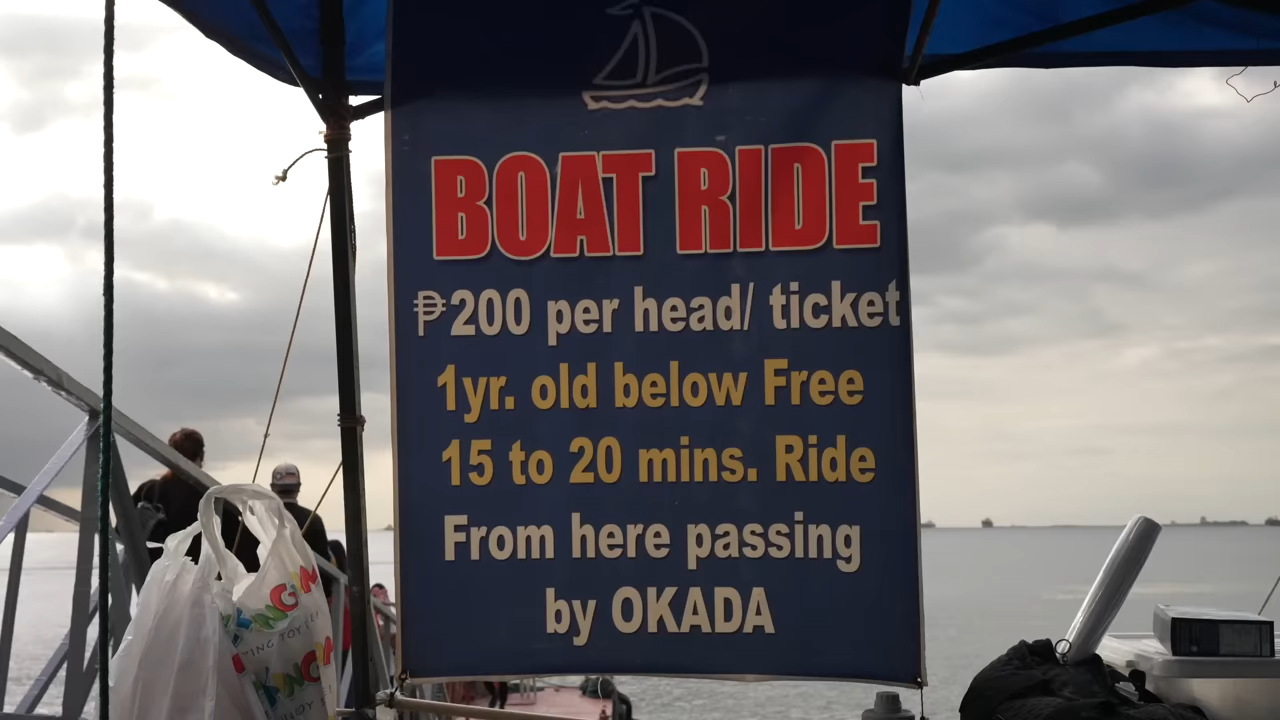 BOAT RIDE
₱200 per head/ ticket
1yr. old below Free
15 to 20 mins. Ride
From here passing
by OKADA